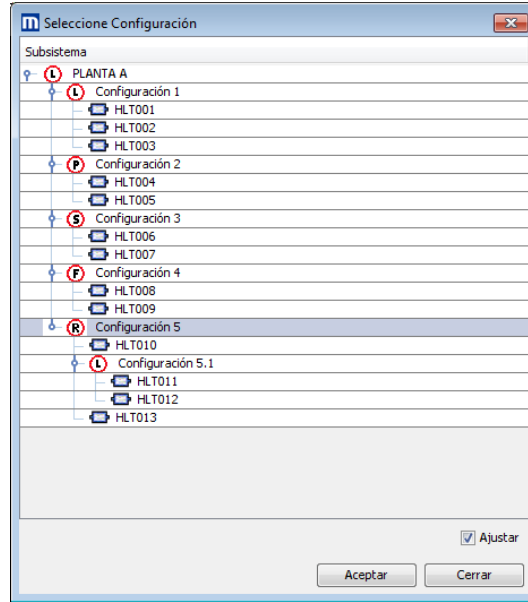 m Seleccione Configuración
Subsistema
L PLANTA A
L Configuración 1
HLT001
HLT002
HLT003
P Configuración 2
HLT004
HLT005
S Configuración 3
HLT006
HLT007
F Configuración 4
HLT008
HLT009
R Configuración 5
HLT010
L Configuración 5.1
HLT011
HLT012
HLT013
Ajustar
Aceptar Cerrar